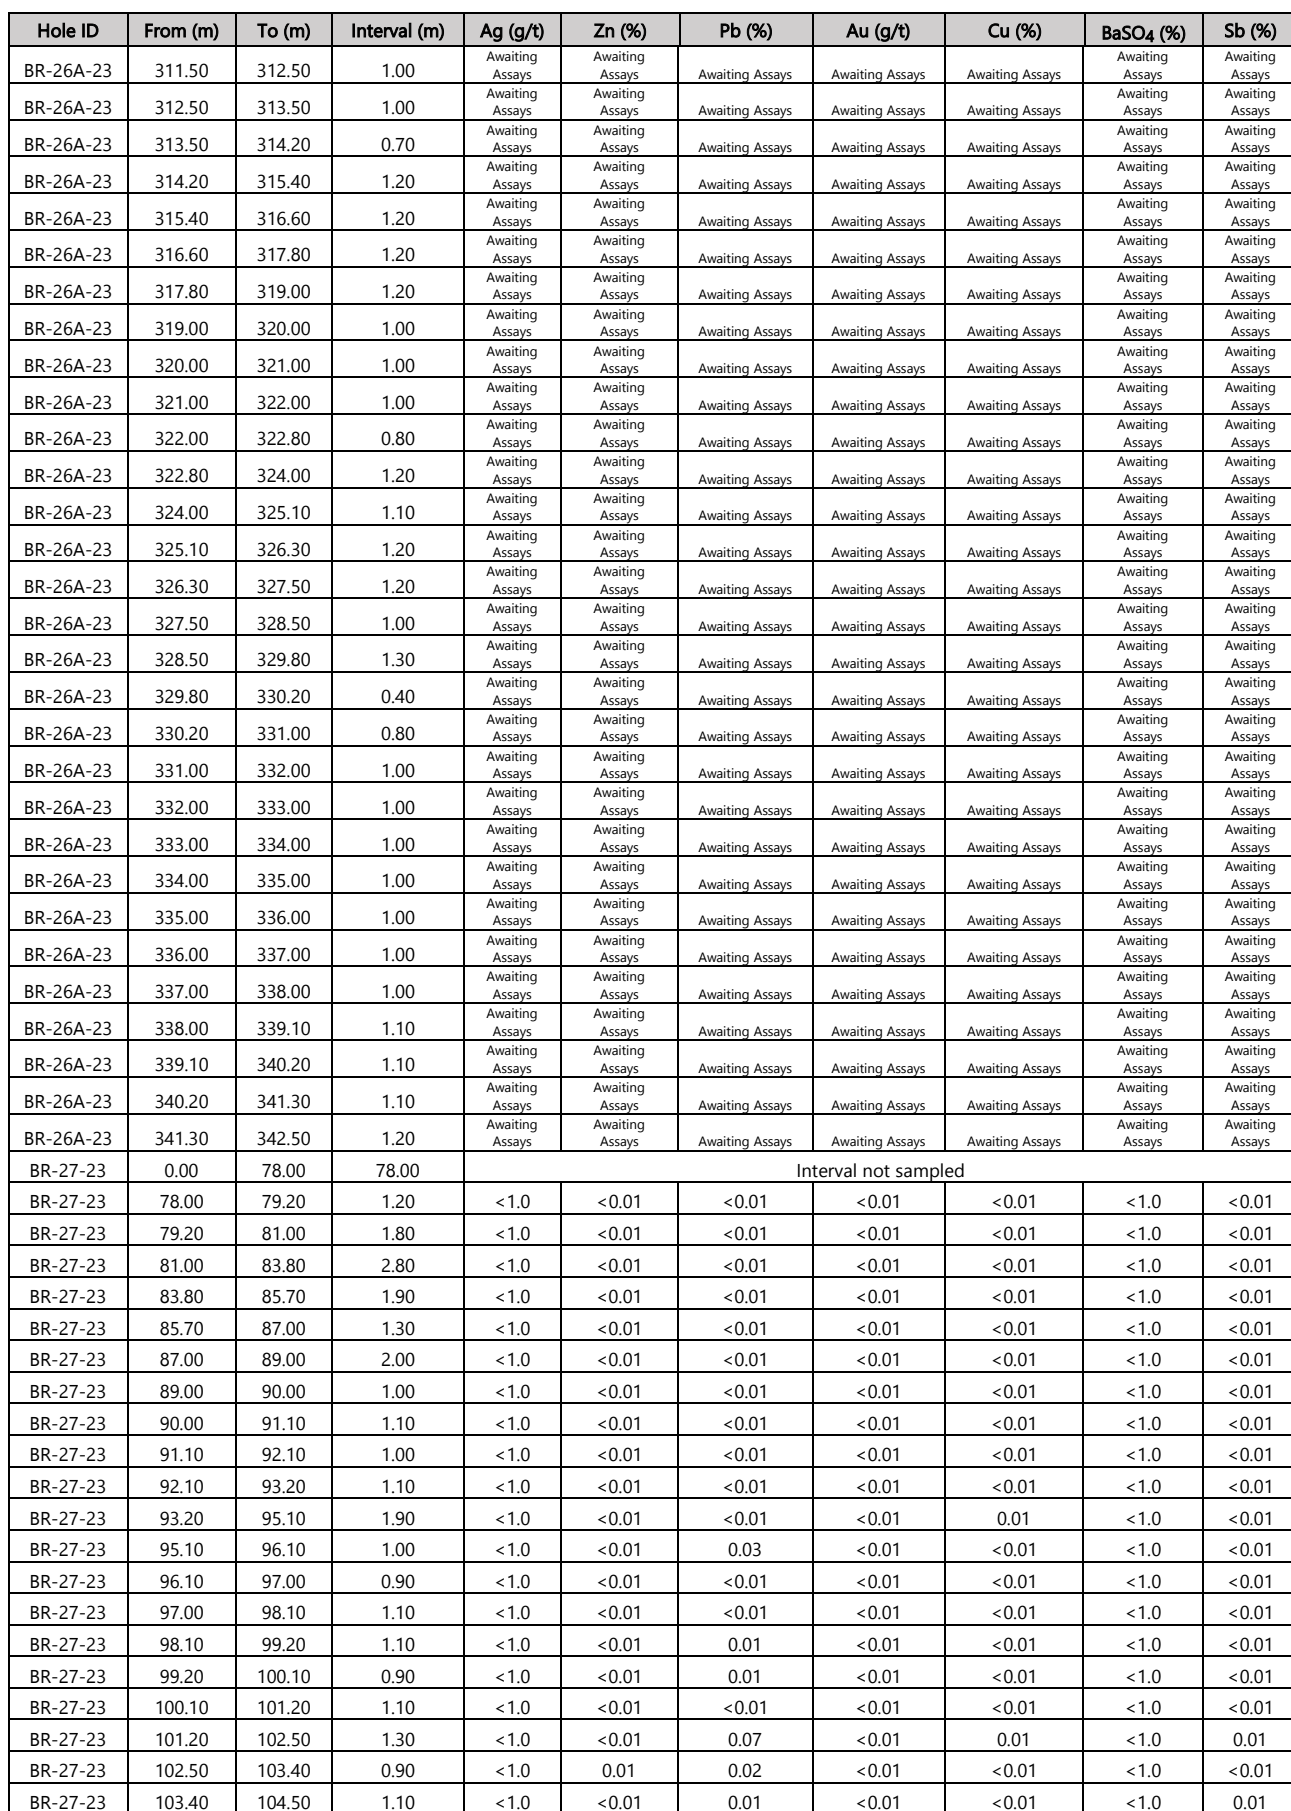 Hole ID From (m) To (m) Interval (m) Ag (g/t) Zn (%) Pb (%) Au (g/t) Cu (%) BaSO4 (%) Sb (%)
BR-26A-23 311.50 312.50 1.00 Awaiting Assays Awaiting Assays Awaiting Assays Awaiting Assays Awaiting Assays Awaiting Assays Awaiting Assays
BR-26A-23 312.50 313.50 1.00 Awaiting Assays Awaiting Assays Awaiting Assays Awaiting Assays Awaiting Assays Awaiting Assays Awaiting Assays
BR-26A-23 313.50 314.20 0.70 Awaiting Assays Awaiting Assays Awaiting Assays Awaiting Assays Awaiting Assays Awaiting Assays Awaiting Assays
BR-26A-23 314.20 315.40 1.20 Awaiting Assays Awaiting Assays Awaiting Assays Awaiting Assays Awaiting Assays Awaiting Assays Awaiting Assays
BR-26A-23 315.40 316.60 1.20 Awaiting Assays Awaiting Assays Awaiting Assays Awaiting Assays Awaiting Assays Awaiting Assays Awaiting Assays
BR-26A-23 316.60 317.80 1.20 Awaiting Assays Awaiting Assays Awaiting Assays Awaiting Assays Awaiting Assays Awaiting Assays Awaiting Assays
BR-26A-23 317.80 319.00 1.20 Awaiting Assays Awaiting Assays Awaiting Assays Awaiting Assays Awaiting Assays Awaiting Assays Awaiting Assays
BR-26A-23 319.00 320.00 1.00 Awaiting Assays Awaiting Assays Awaiting Assays Awaiting Assays Awaiting Assays Awaiting Assays Awaiting Assays
BR-26A-23 320.00 321.00 1.00 Awaiting Assays Awaiting Assays Awaiting Assays Awaiting Assays Awaiting Assays Awaiting Assays Awaiting Assays
BR-26A-23 321.00 322.00 1.00 Awaiting Assays Awaiting Assays Awaiting Assays Awaiting Assays Awaiting Assays Awaiting Assays Awaiting Assays
BR-26A-23 322.00 322.80 0.80 Awaiting Assays Awaiting Assays Awaiting Assays Awaiting Assays Awaiting Assays Awaiting Assays Awaiting Assays
BR-26A-23 322.80 324.00 1.20 Awaiting Assays Awaiting Assays Awaiting Assays Awaiting Assays Awaiting Assays Awaiting Assays Awaiting Assays
BR-26A-23 324.00 325.10 1.10 Awaiting Assays Awaiting Assays Awaiting Assays Awaiting Assays Awaiting Assays Awaiting Assays Awaiting Assays
BR-26A-23 325.10 326.30 1.20 Awaiting Assays Awaiting Assays Awaiting Assays Awaiting Assays Awaiting Assays Awaiting Assays Awaiting Assays
BR-26A-23 326.30 327.50 1.20 Awaiting Assays Awaiting Assays Awaiting Assays Awaiting Assays Awaiting Assays Awaiting Assays Awaiting Assays
BR-26A-23 327.50 328.50 1.00 Awaiting Assays Awaiting Assays Awaiting Assays Awaiting Assays Awaiting Assays Awaiting Assays Awaiting Assays
BR-26A-23 328.50 329.80 1.30 Awaiting Assays Awaiting Assays Awaiting Assays Awaiting Assays Awaiting Assays Awaiting Assays Awaiting Assays
BR-26A-23 329.80 330.20 0.40 Awaiting Assays Awaiting Assays Awaiting Assays Awaiting Assays Awaiting Assays Awaiting Assays Awaiting Assays
BR-26A-23 330.20 331.00 0.80 Awaiting Assays Awaiting Assays Awaiting Assays Awaiting Assays Awaiting Assays Awaiting Assays Awaiting Assays
BR-26A-23 331.00 332.00 1.00 Awaiting Assays Awaiting Assays Awaiting Assays Awaiting Assays Awaiting Assays Awaiting Assays Awaiting Assays
BR-26A-23 332.00 333.00 1.00 Awaiting Assays Awaiting Assays Awaiting Assays Awaiting Assays Awaiting Assays Awaiting Assays Awaiting Assays
BR-26A-23 333.00 334.00 1.00 Awaiting Assays Awaiting Assays Awaiting Assays Awaiting Assays Awaiting Assays Awaiting Assays Awaiting Assays
BR-26A-23 334.00 335.00 1.00 Awaiting Assays Awaiting Assays Awaiting Assays Awaiting Assays Awaiting Assays Awaiting Assays Awaiting Assays
BR-26A-23 335.00 336.00 1.00 Awaiting Assays Awaiting Assays Awaiting Assays Awaiting Assays Awaiting Assays Awaiting Assays Awaiting Assays
BR-26A-23 336.00 337.00 1.00 Awaiting Assays Awaiting Assays Awaiting Assays Awaiting Assays Awaiting Assays Awaiting Assays Awaiting Assays
BR-26A-23 337.00 338.00 1.00 Awaiting Assays Awaiting Assays Awaiting Assays Awaiting Assays Awaiting Assays Awaiting Assays Awaiting Assays
BR-26A-23 338.00 339.10 1.10 Awaiting Assays Awaiting Assays Awaiting Assays Awaiting Assays Awaiting Assays Awaiting Assays Awaiting Assays
BR-26A-23 339.10 340.20 1.10 Awaiting Assays Awaiting Assays Awaiting Assays Awaiting Assays Awaiting Assays Awaiting Assays Awaiting Assays
BR-26A-23 340.20 341.30 1.10 Awaiting Assays Awaiting Assays Awaiting Assays Awaiting Assays Awaiting Assays Awaiting Assays Awaiting Assays
BR-26A-23 341.30 342.50 1.20 Awaiting Assays Awaiting Assays Awaiting Assays Awaiting Assays Awaiting Assays Awaiting Assays Awaiting Assays
BR-27-23 0.00 78.00 78.00 Interval not sampled
BR-27-23 78.00 79.20 1.20 <1.0 <0.01 <0.01 <0.01 <0.01 <1.0 <0.01
BR-27-23 79.20 81.00 1.80 <1.0 <0.01 <0.01 <0.01 <0.01 <1.0 <0.01
BR-27-23 81.00 83.80 2.80 <1.0 <0.01 <0.01 <0.01 <0.01 <1.0 <0.01
BR-27-23 83.80 85.70 1.90 <1.0 <0.01 <0.01 <0.01 <0.01 <1.0 <0.01
BR-27-23 85.70 87.00 1.30 <1.0 <0.01 <0.01 <0.01 <0.01 <1.0 <0.01
BR-27-23 87.00 89.00 2.00 <1.0 <0.01 <0.01 <0.01 <0.01 <1.0 <0.01
BR-27-23 89.00 90.00 1.00 <1.0 <0.01 <0.01 <0.01 <0.01 <1.0 <0.01
BR-27-23 90.00 91.10 1.10 <1.0 <0.01 <0.01 <0.01 <0.01 <1.0 <0.01
BR-27-23 91.10 92.10 1.00 <1.0 <0.01 <0.01 <0.01 <0.01 <1.0 <0.01
BR-27-23 92.10 93.20 1.10 <1.0 <0.01 <0.01 <0.01 <0.01 <1.0 <0.01
BR-27-23 93.20 95.10 1.90 <1.0 <0.01 <0.01 <0.01 0.01 <1.0 <0.01
BR-27-23 95.10 96.10 1.00 <1.0 <0.01 0.03 <0.01 <0.01 <1.0 <0.01
BR-27-23 96.10 97.00 0.90 <1.0 <0.01 <0.01 <0.01 <0.01 <1.0 <0.01
BR-27-23 97.00 98.10 1.10 <1.0 <0.01 <0.01 <0.01 <0.01 <1.0 <0.01
BR-27-23 98.10 99.20 1.10 <1.0 <0.01 0.01 <0.01 <0.01 <1.0 <0.01
BR-27-23 99.20 100.10 0.90 <1.0 <0.01 0.01 <0.01 <0.01 <1.0 <0.01
BR-27-23 100.10 101.20 1.10 <1.0 <0.01 <0.01 <0.01 <0.01 <1.0 <0.01
BR-27-23 101.20 102.50 1.30 <1.0 <0.01 0.07 <0.01 0.01 <1.0 0.01
BR-27-23 102.50 103.40 0.90 <1.0 0.01 0.02 <0.01 <0.01 <1.0 <0.01
BR-27-23 103.40 104.50 1.10 <1.0 <0.01 0.01 <0.01 <0.01 <1.0 0.01